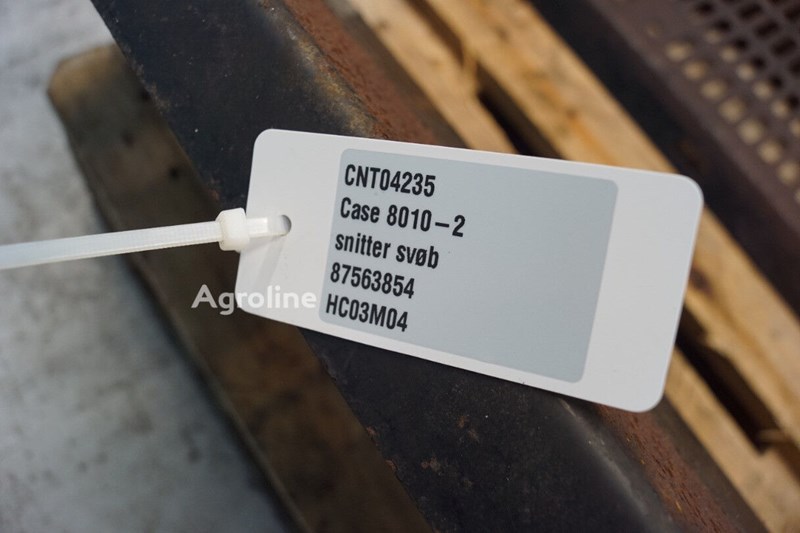 CNT04235
Case 8010-2
snitter svøb
87563854
HC03M04
Agroline